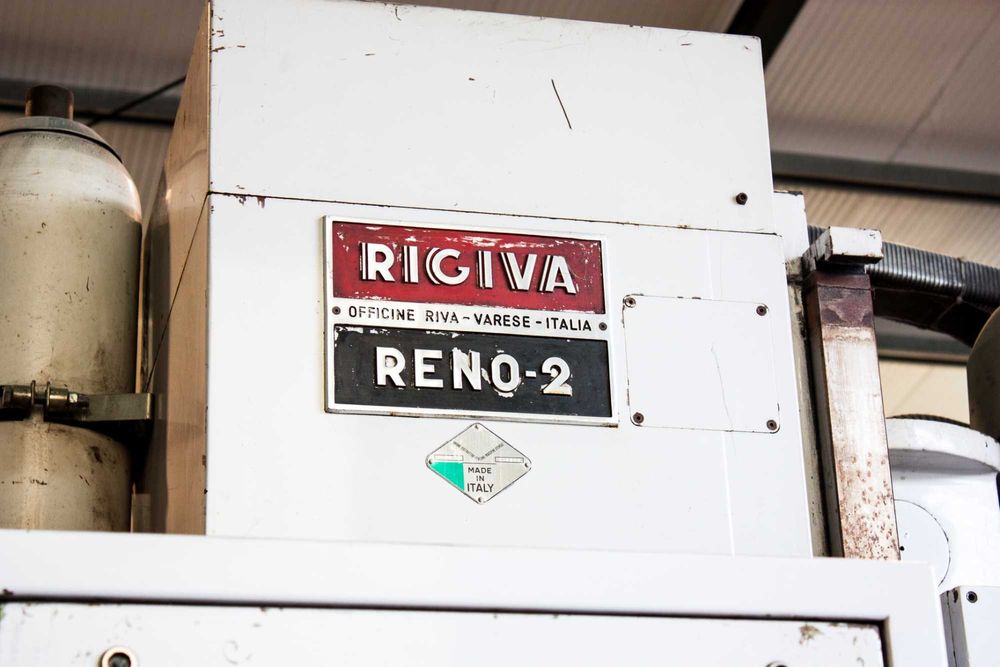 RIGIVA
OFFICINE RIVA-VARESE-ITALIA
RENO-2
MADE
IN
ITALY